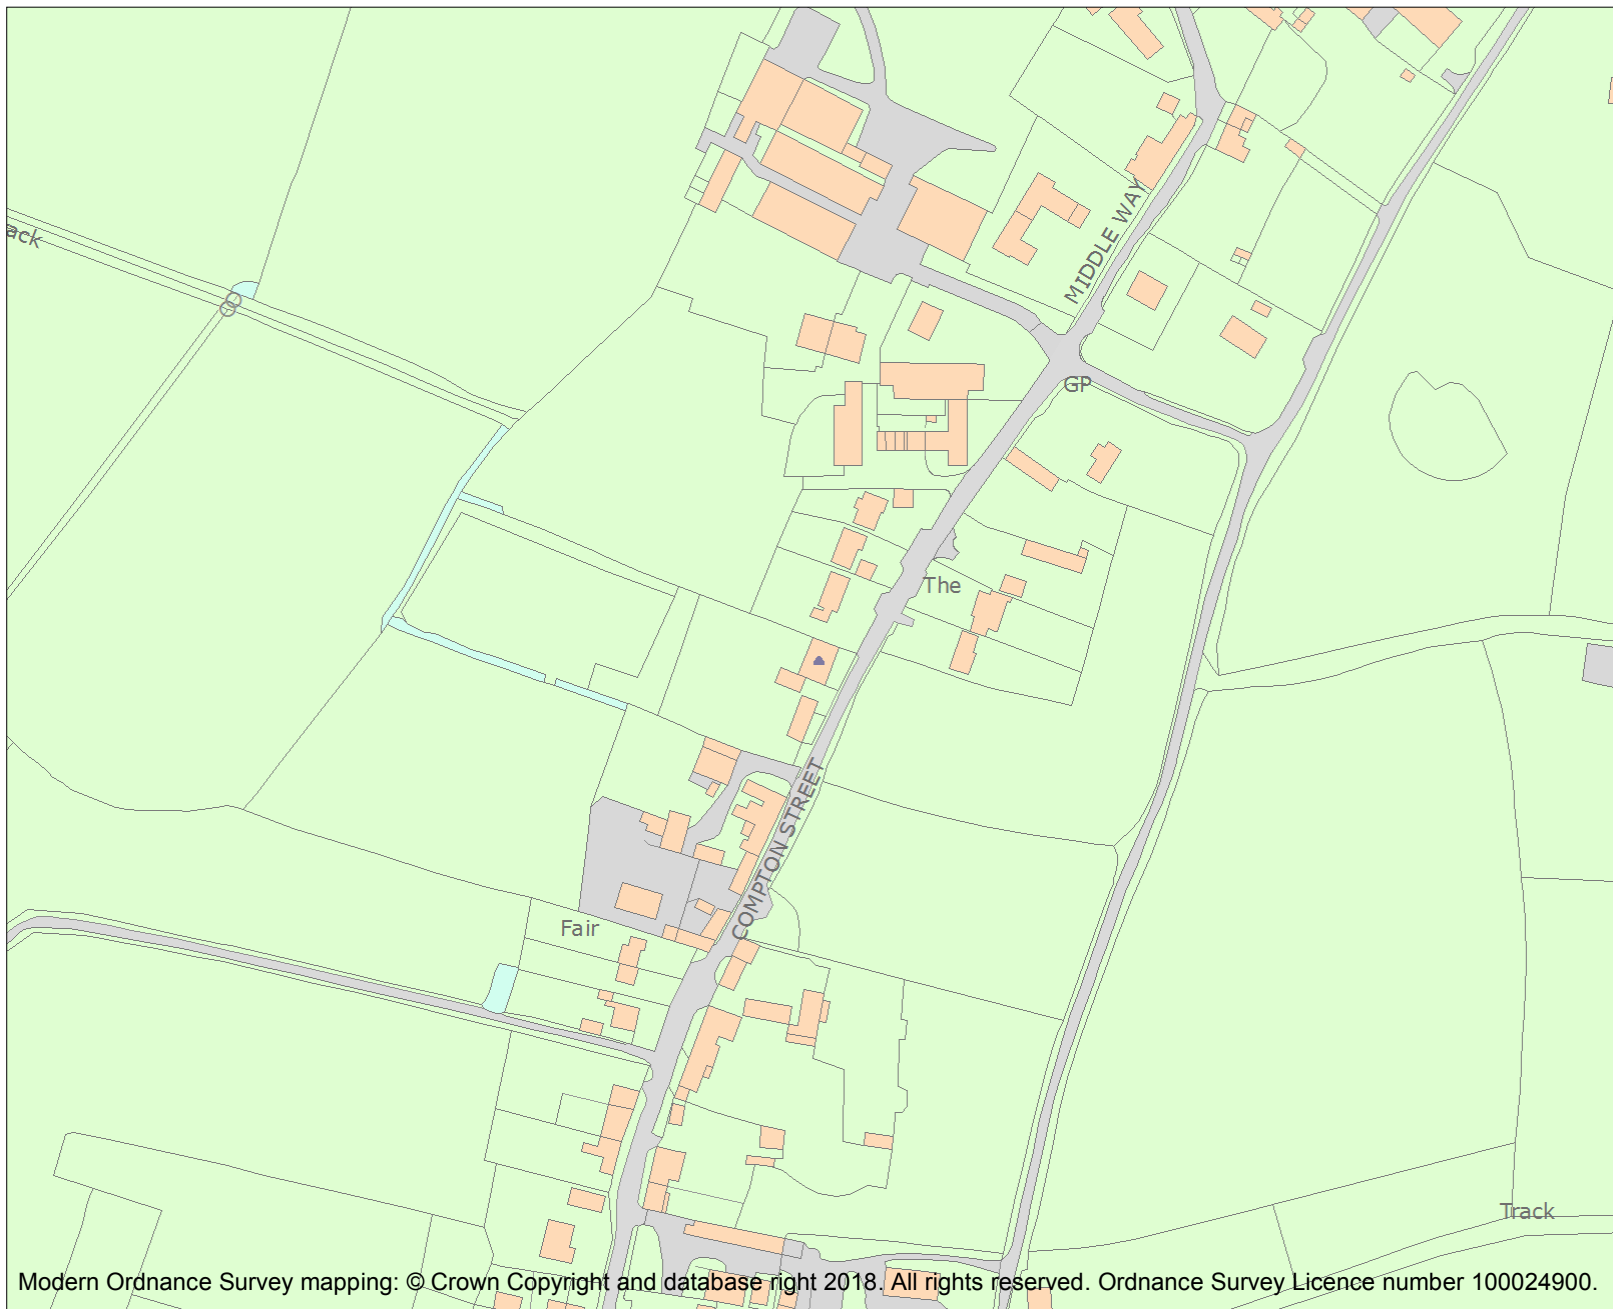 MIDDLE WAY
ack
GP
The
COMPTON STREET
Fair
Track
Modern Ordnance Survey mapping: © Crown Copyright and database right 2018. All rights reserved. Ordnance Survey Licence number 100024900.